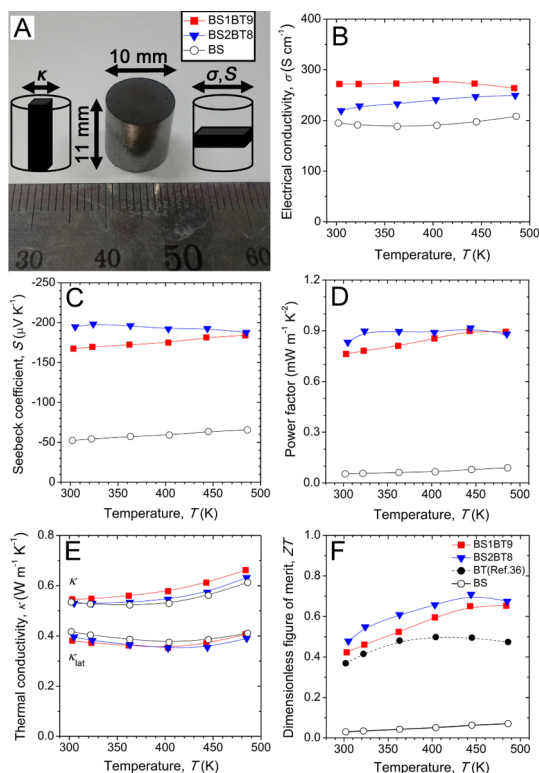 A
BS1BT9
BS2BT8
BS
10 mm
κ
σ,S
11 mm
30 40 50 60
B
Electrical conductivity, σ (S cm⁻¹)
400
300
200
100
0
300 350 400 450 500
Temperature, T (K)
C
Seebeck coefficient, S (μV K⁻¹)
-250
-200
-150
-100
-50
0
300 350 400 450 500
Temperature, T (K)
D
Power factor (mW m⁻¹ K⁻²)
1.2
0.9
0.6
0.3
0.0
300 350 400 450 500
Temperature, T (K)
E
Thermal conductivity, κ (W m⁻¹ K⁻¹)
0.8
0.6
0.4
0.2
0.0
κ
κlat
300 350 400 450 500
Temperature, T (K)
F
BS1BT9
BS2BT8
BT(Ref.36)
BS
Dimensionless figure of merit, ZT
1.0
0.8
0.6
0.4
0.2
0.0
300 350 400 450 500
Temperature, T (K)